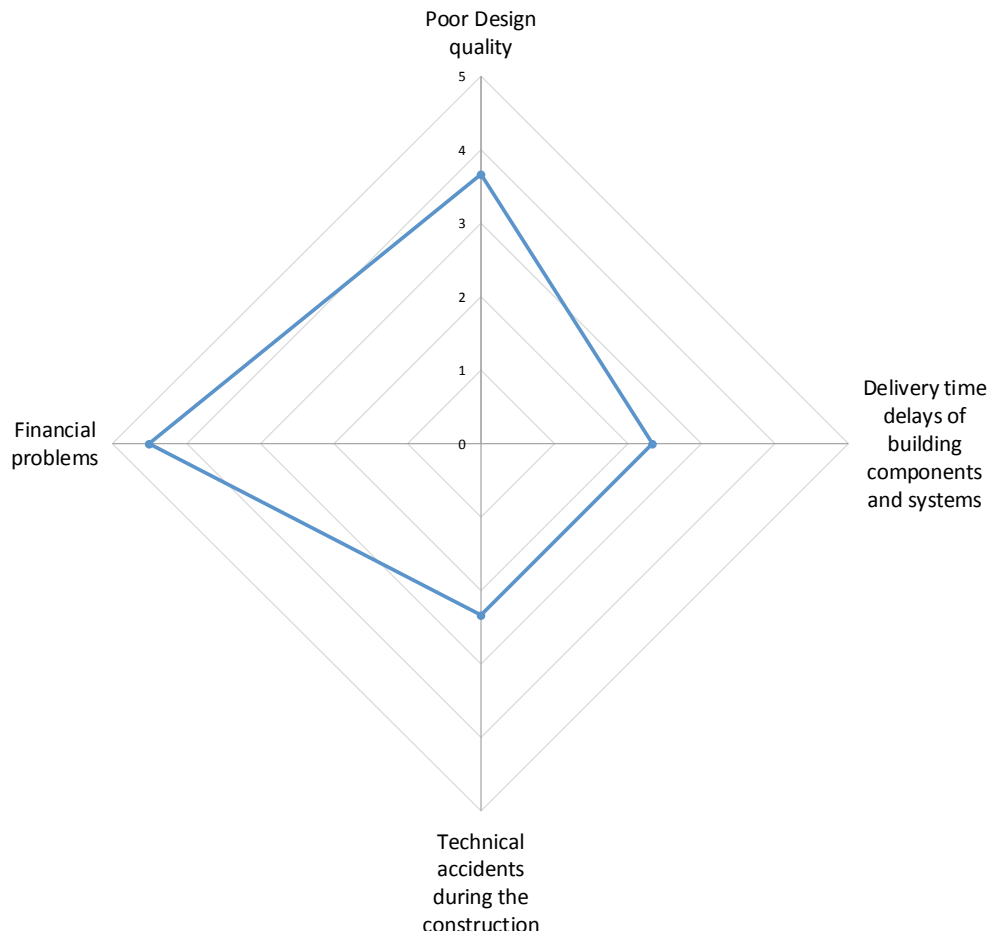 Poor Design
quality
5
4
3
2
1
0
Financial
problems
Delivery time
delays of
building
components
and systems
Technical
accidents
during the
construction